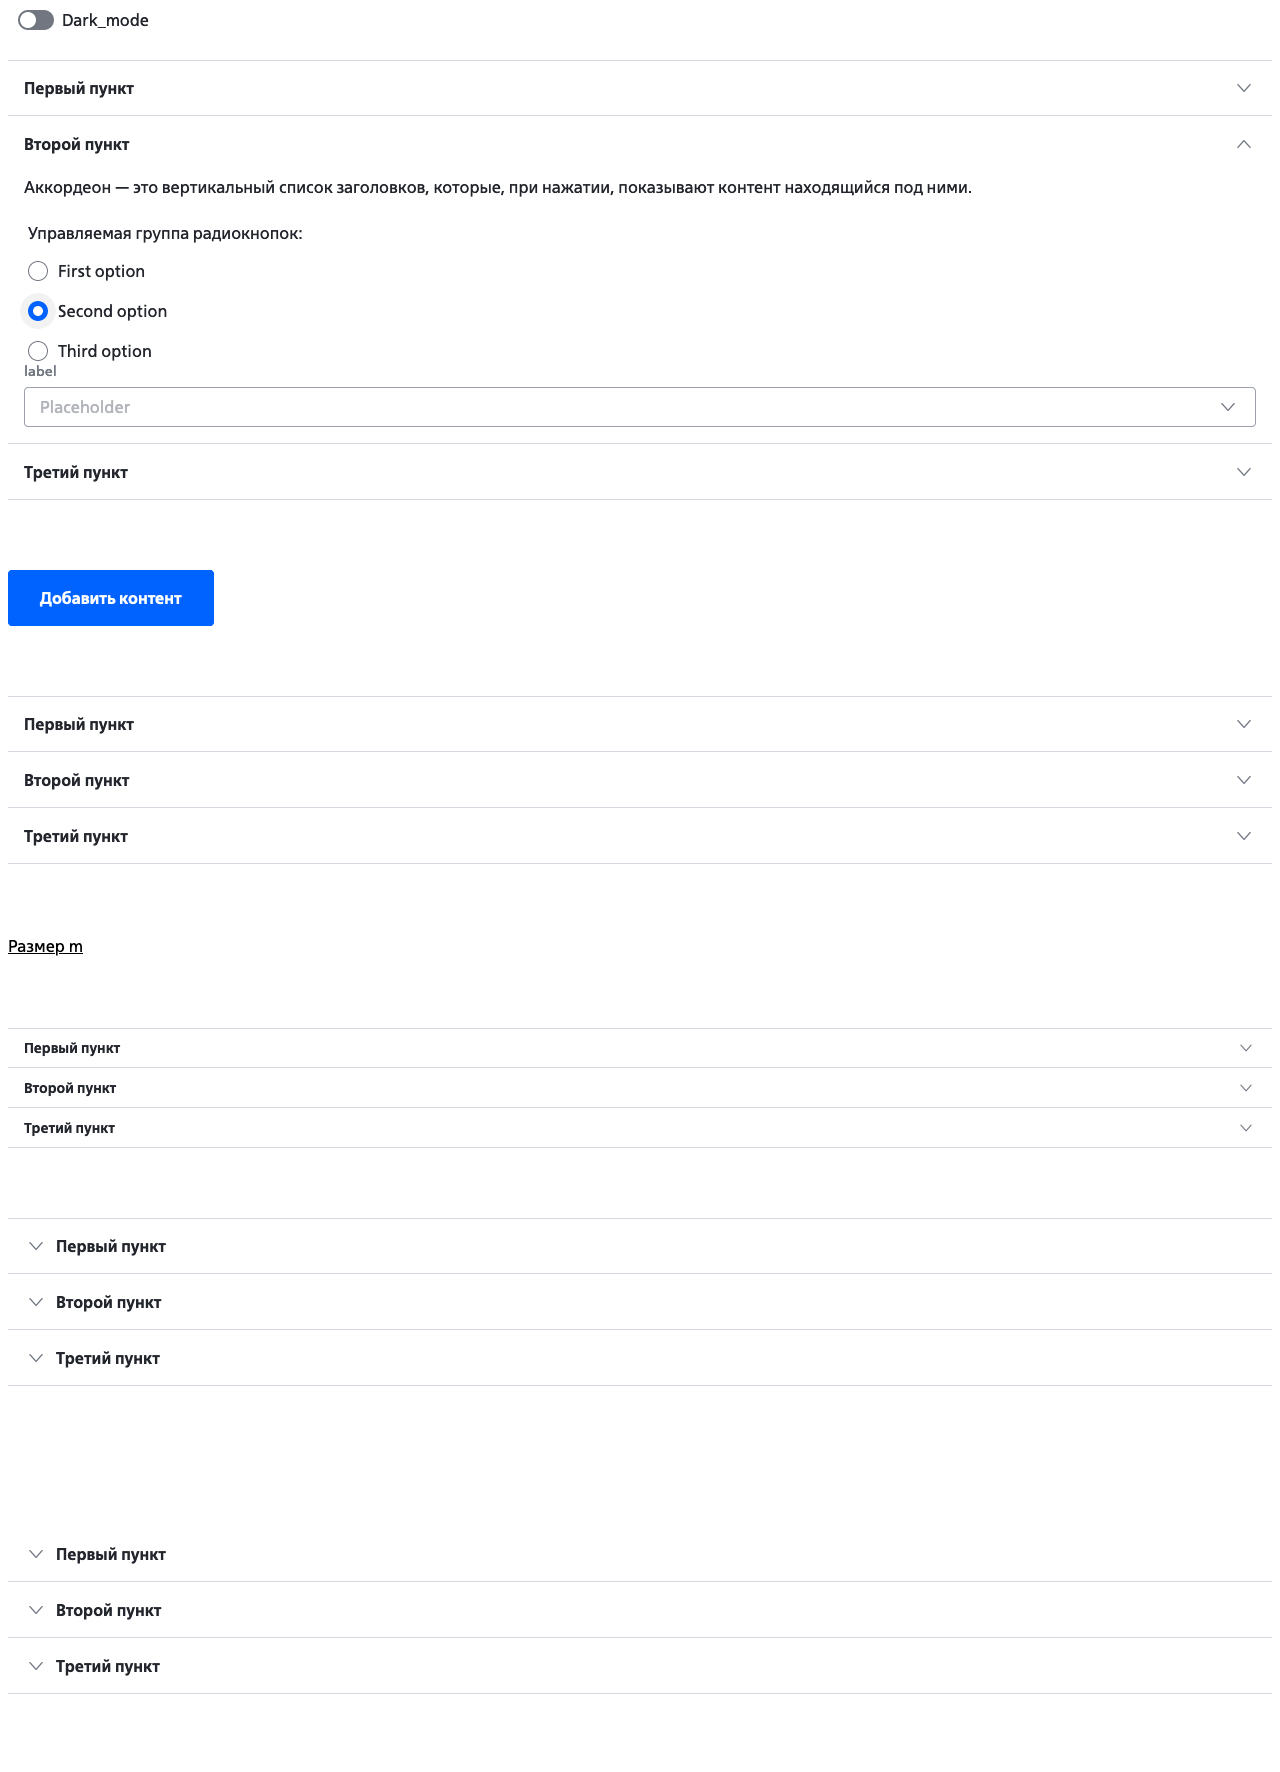 Dark_mode
Первый пункт
Второй пункт
Аккордеон — это вертикальный список заголовков, которые, при нажатии, показывают контент находящийся под ними.
Управляемая группа радиокнопок:
First option
Second option
Third option
label
Placeholder
Третий пункт
Добавить контент
Первый пункт
Второй пункт
Третий пункт
Размер m
Первый пункт
Второй пункт
Третий пункт
Первый пункт
Второй пункт
Третий пункт
Первый пункт
Второй пункт
Третий пункт